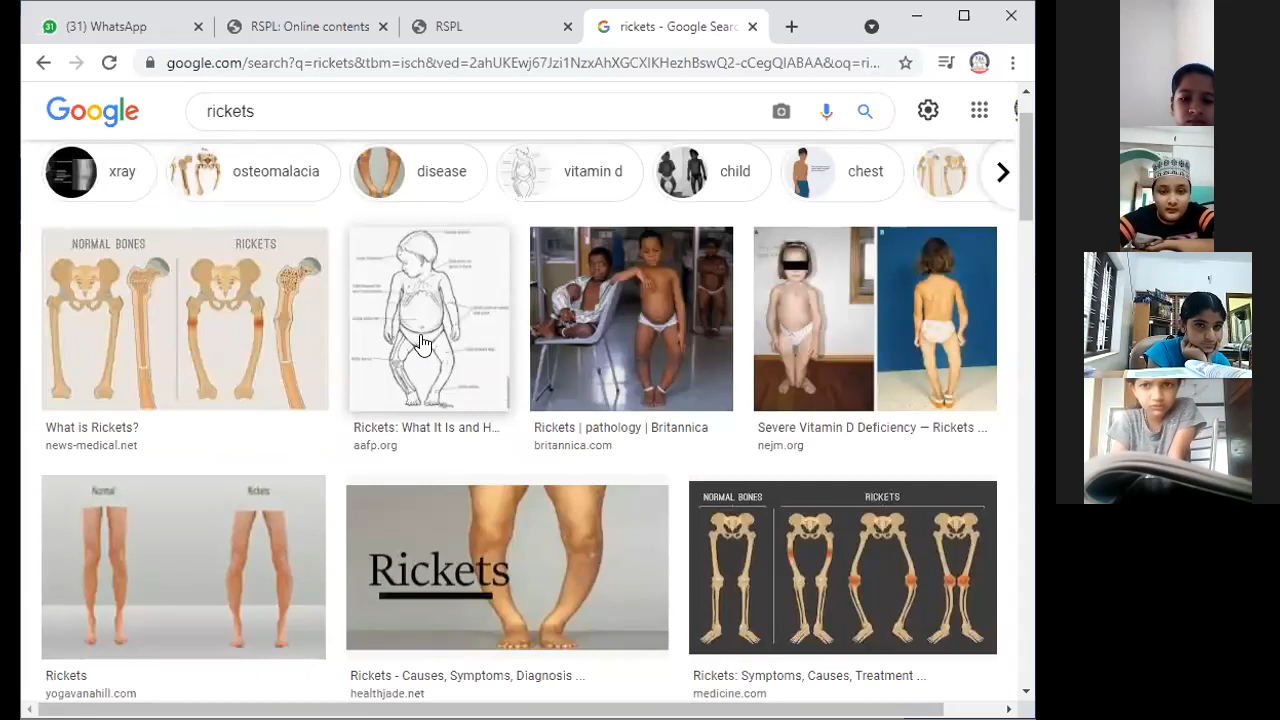 (31) WhatsApp
RSPL: Online contents
RSPL
rickets - Google Sear
google.com/search?q=rickets&tbm=isch&ved=2ahUKEwj67Jzi1NzxAhXGCXIKHezhBswQ2-cCegQIABAA&oq=ri...
Google
rickets
xray
osteomalacia
diseas
vitamin d
child
chest
NORMAL BONES
RICKETS
What is Rickets?
news-medical.net
Rickets: What It Is and H...
aafp.org
Rickets | pathology | Britannica
britannica.com
Severe Vitamin D Deficiency — Rickets ...
nejm.org
Normal
Rickets
Rickets
NORMAL BONES
RICKETS
Rickets
yogavanahill.com
Rickets - Causes, Symptoms, Diagnosis ...
healthjade.net
Rickets: Symptoms, Causes, Treatment ...
medicine.com